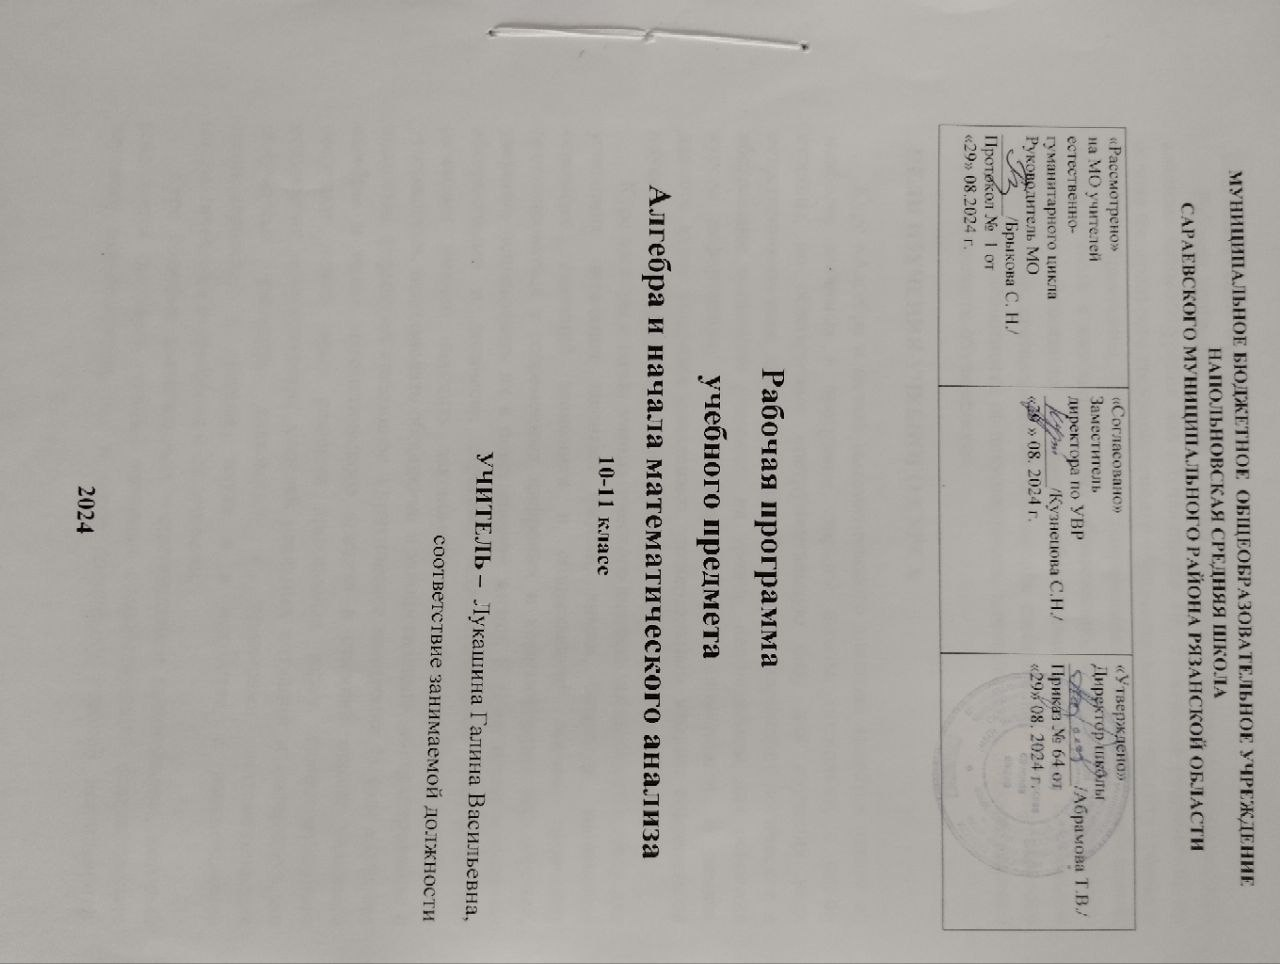 МУНИЦИПАЛЬНОЕ БЮДЖЕТНОЕ ОБЩЕОБРАЗОВАТЕЛЬНОЕ УЧРЕЖДЕНИЕ
НАПОЛЬНОВСКАЯ СРЕДНЯЯ ШКОЛА
САРАЕВСКОГО МУНИЦИПАЛЬНОГО РАЙОНА РЯЗАНСКОЙ ОБЛАСТИ
«Рассмотрено»
на МО учителей
естественно-
гуманитарного цикла
Руководитель МО
/Брыкова С. Н./
Протокол № 1 от
«29» 08.2024 г.
«Согласовано»
Заместитель
директора по УВР
/Кузнецова С.Н./
«29 » 08. 2024 г.
«Утверждено»
Директор школы
/Абрамова Т.В./
Приказ № 64 от
«29» 08. 2024 г.
Рабочая программа
учебного предмета
Алгебра и начала математического анализа
10-11 класс
УЧИТЕЛЬ – Лукашина Галина Васильевна,
соответствие занимаемой должности
2024